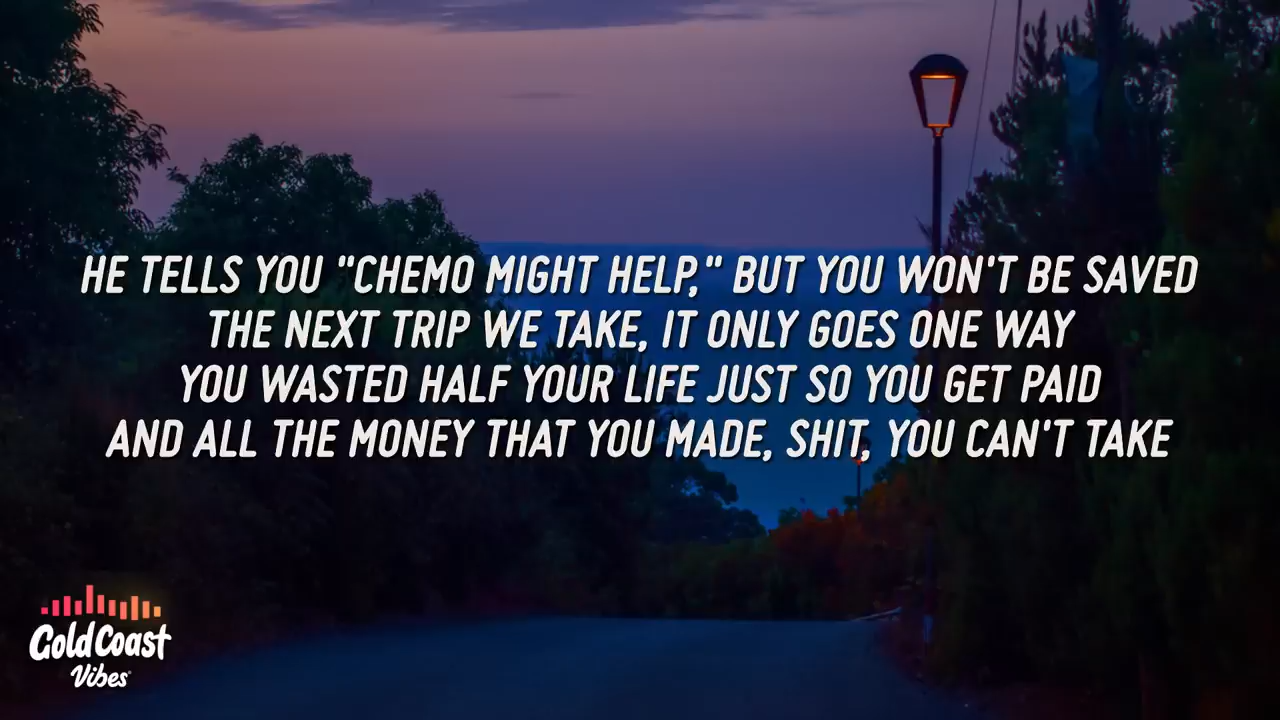 HE TELLS YOU "CHEMO MIGHT HELP," BUT YOU WON'T BE SAVED
THE NEXT TRIP WE TAKE, IT ONLY GOES ONE WAY
YOU WASTED HALF YOUR LIFE JUST SO YOU GET PAID
AND ALL THE MONEY THAT YOU MADE, SHIT, YOU CAN'T TAKE
Gold Coast
Vibes